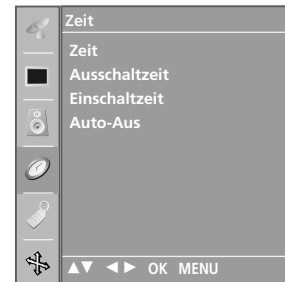 Zeit
Zeit
Ausschaltzeit
Einschaltzeit
Auto-Aus
▲▼ ◄► OK MENU